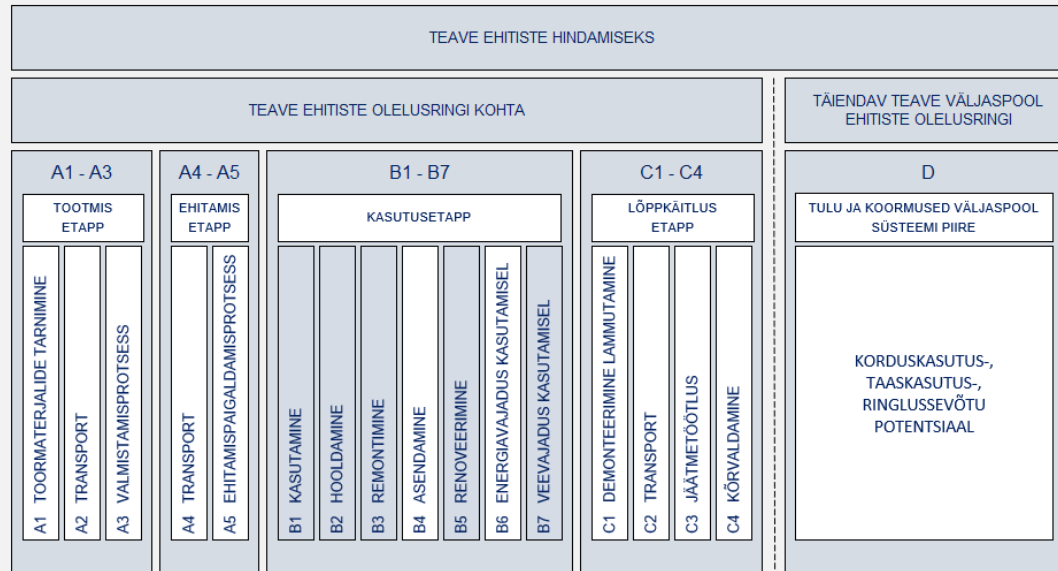 TEAVE EHITISTE HINDAMISEKS
TEAVE EHITISTE OLELUSRINGI KOHTA
TÄIENDAV TEAVE VÄLJASPOOL
EHITISTE OLELUSRINGI
A1 - A3
TOOTMIS
ETAPP
A1 TOORMATERJALIDE TARNIMINE
A2 TRANSPORT
A3 VALMISTAMISPROTSESS
A4 - A5
EHITAMIS
ETAPP
A4 TRANSPORT
A5 EHITAMISPAIGALDAMISPROTSESS
B1 - B7
KASUTUSETAPP
B1 KASUTAMINE
B2 HOOLDAMINE
B3 REMONTIMINE
B4 ASENDAMINE
B5 RENOVEERIMINE
B6 ENERGIAVAJADUS KASUTAMISEL
B7 VEEVAJADUS KASUTAMISEL
C1 - C4
LÕPPKÄITLUS
ETAPP
C1 DEMONTEERIMINE LAMMUTAMINE
C2 TRANSPORT
C3 JÄÄTMETÖÖTLUS
C4 KÕRVALDAMINE
D
TULU JA KOORMUSED VÄLJASPOOL
SÜSTEEMI PIIRE
KORDUSKASUTUS-,
TAASKASUTUS-,
RINGLUSSEVÕTU
POTENTSIAAL